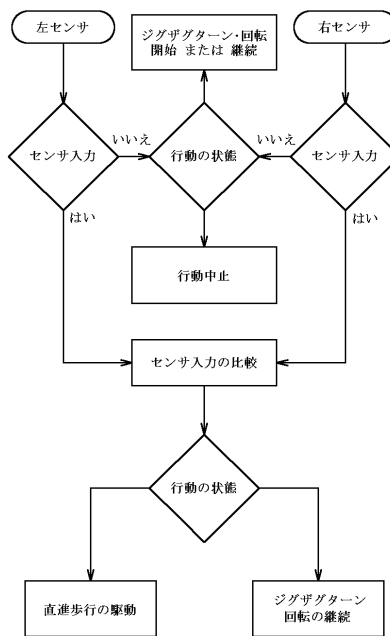 左センサ
ジグザグターン・回転
開始 または 継続
右センサ
センサ入力
いいえ
行動の状態
いいえ
センサ入力
はい
はい
行動中止
センサ入力の比較
行動の状態
直進歩行の駆動
ジグザグターン
回転の継続